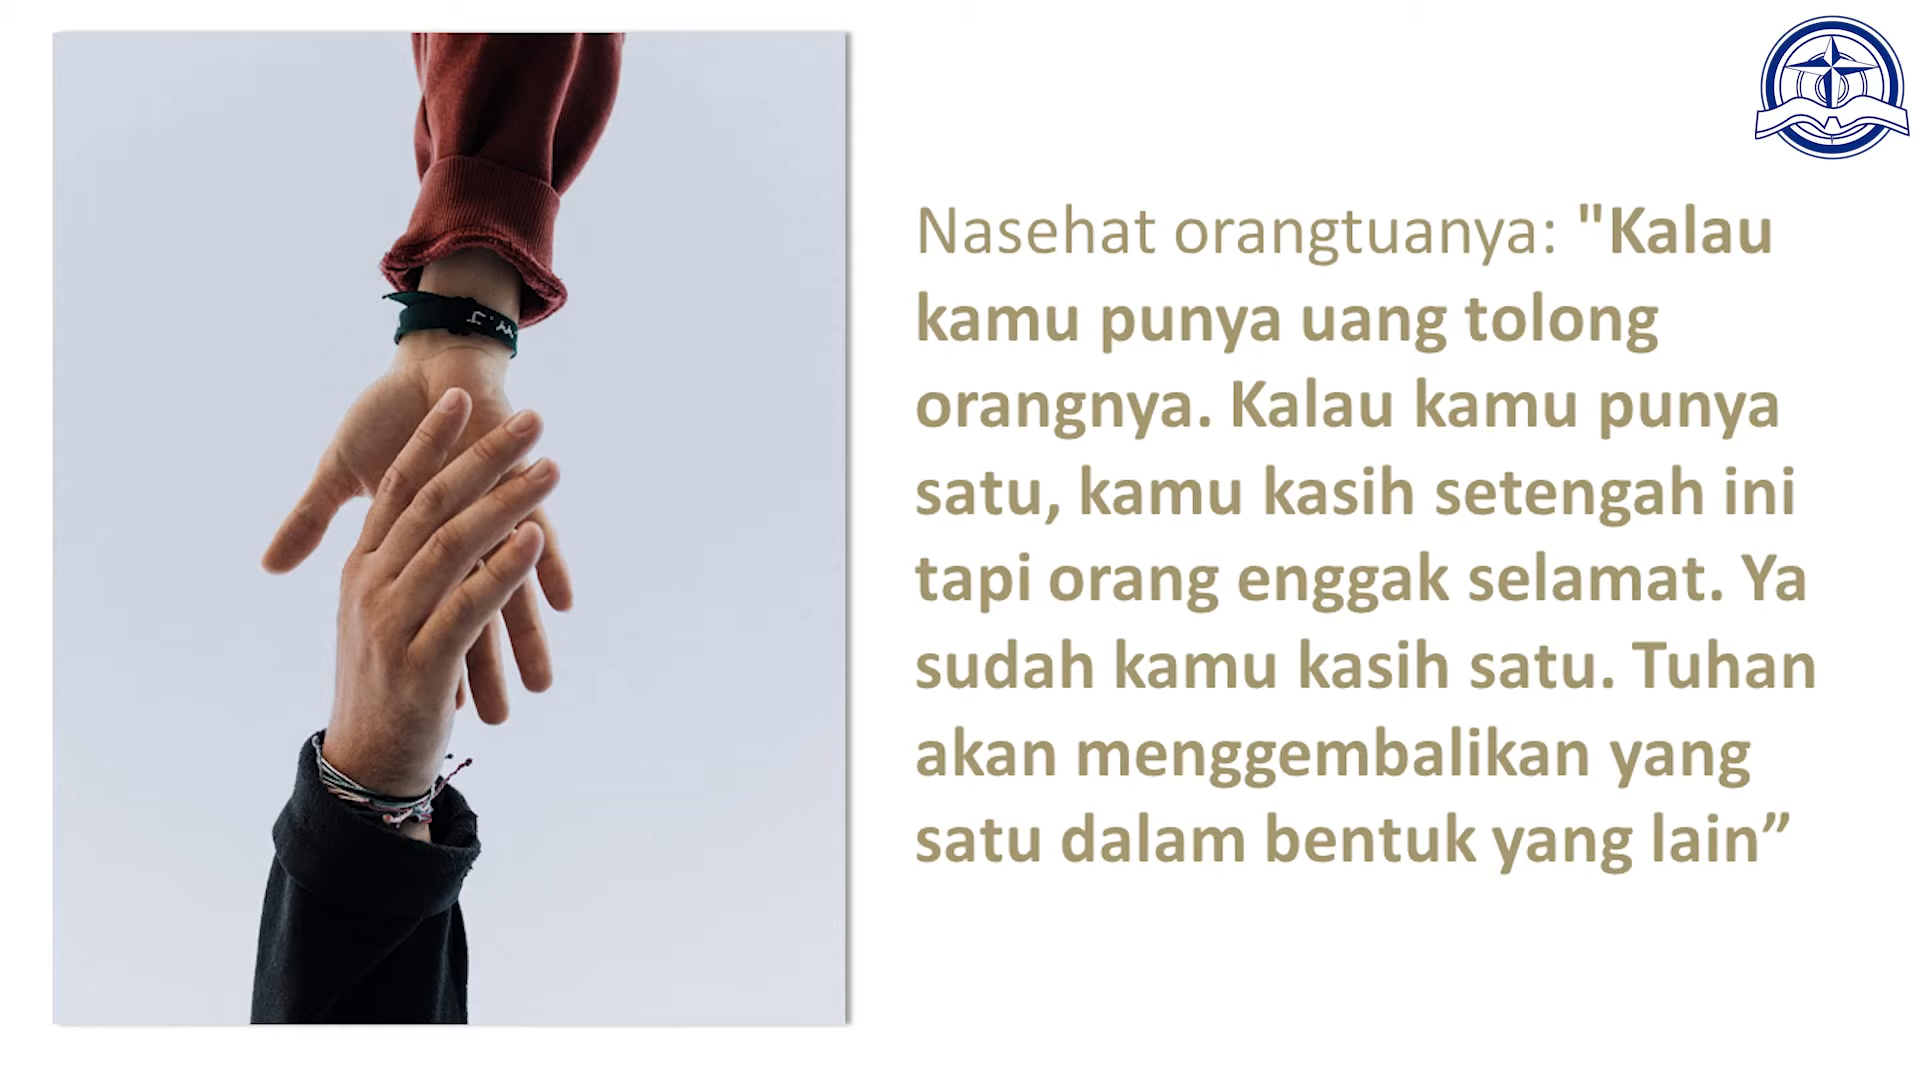 Nasehat orangtuanya: "Kalau
kamu punya uang tolong
orangnya. Kalau kamu punya
satu, kamu kasih setengah ini
tapi orang enggak selamat. Ya
sudah kamu kasih satu. Tuhan
akan menggembalikan yang
satu dalam bentuk yang lain”